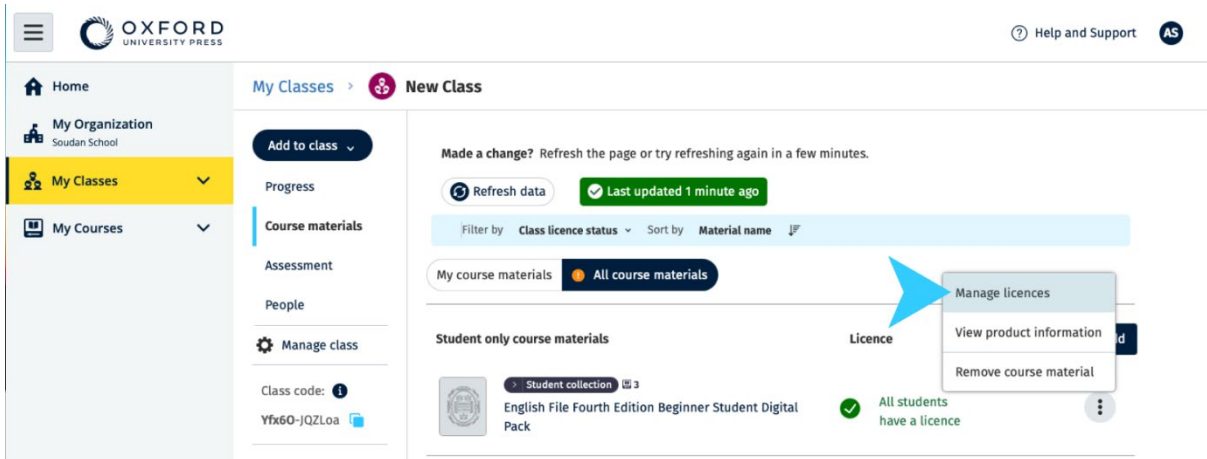 OXFORD
UNIVERSITY PRESS
Help and Support
AS
Home
My Organization
Soudan School
My Classes
My Courses
My Classes > New Class
Add to class
Progress
Course materials
Assessment
People
Manage class
Class code:
Yfx6O-JQZLoa
Made a change? Refresh the page or try refreshing again in a few minutes.
Refresh data
Last updated 1 minute ago
Filter by Class licence status Sort by Material name
My course materials
All course materials
Manage licences
View product information
Remove course material
Student only course materials
Licence
Student collection 3
English File Fourth Edition Beginner Student Digital
Pack
All students
have a licence